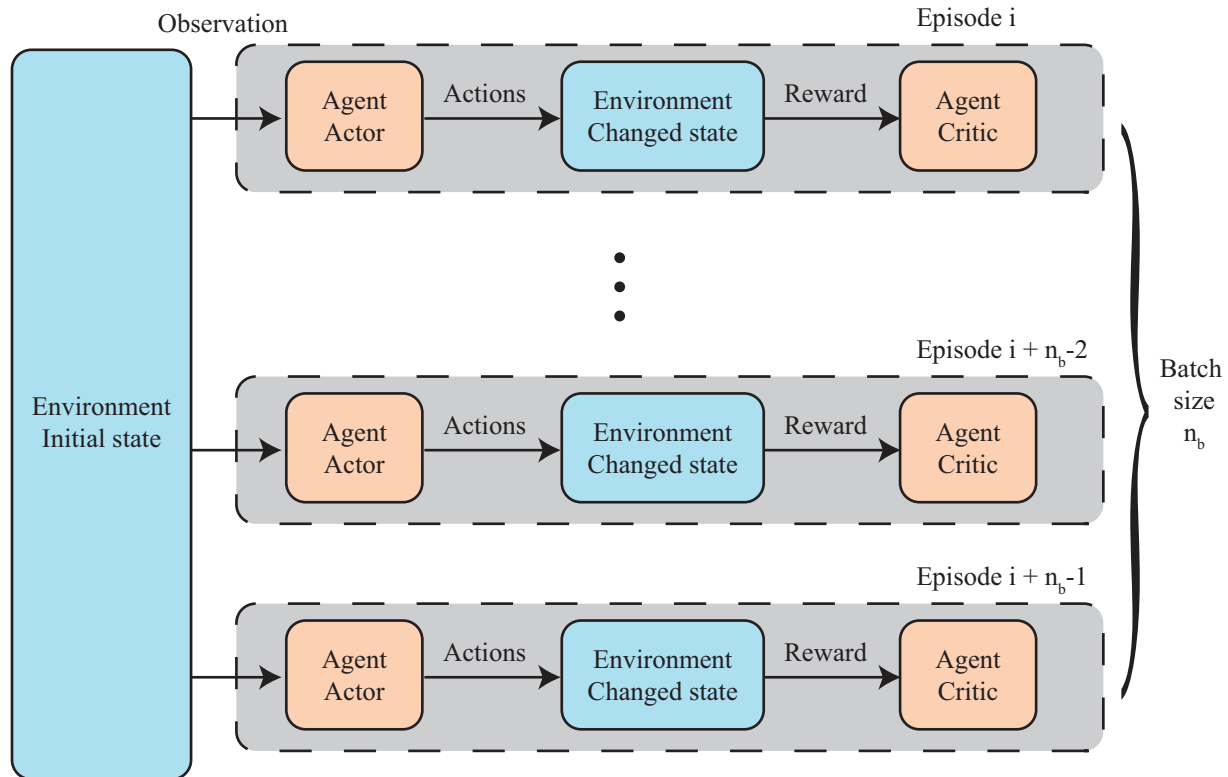 Observation
Episode i
Agent
Actor
Actions
Environment
Changed state
Reward
Agent
Critic
Environment
Initial state
Episode i + n_b-2
Agent
Actor
Actions
Environment
Changed state
Reward
Agent
Critic
Batch
size
n_b
Episode i + n_b-1
Agent
Actor
Actions
Environment
Changed state
Reward
Agent
Critic